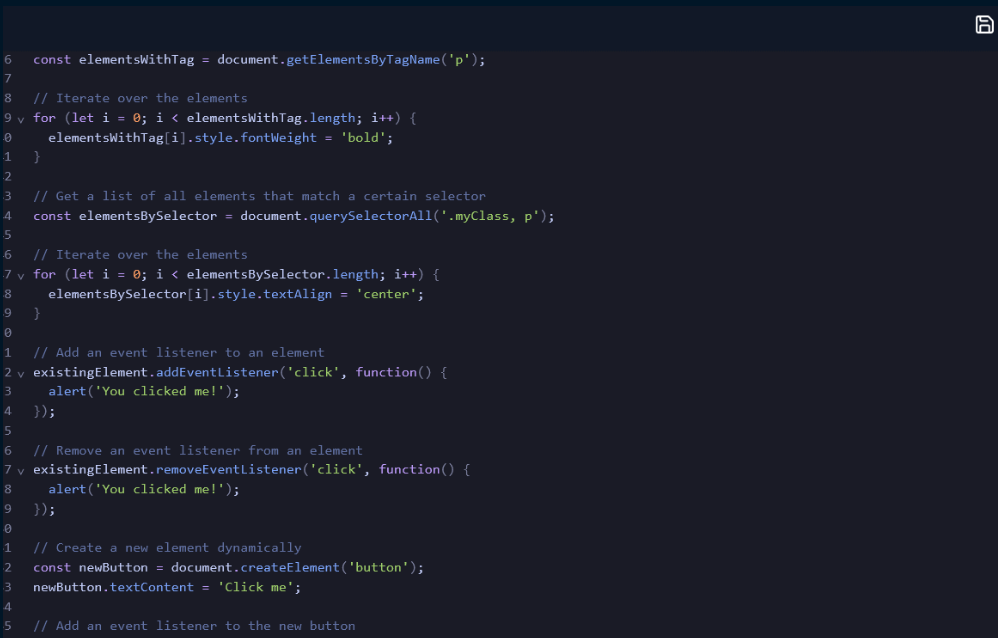 6 const elementsWithTag = document.getElementsByTagName('p');
7
8 // Iterate over the elements
9 for (let i = 0; i < elementsWithTag.length; i++) {
0 elementsWithTag[i].style.fontWeight = 'bold';
1 }
2
3 // Get a list of all elements that match a certain selector
4 const elementsBySelector = document.querySelectorAll('.myClass, p');
5
6 // Iterate over the elements
7 for (let i = 0; i < elementsBySelector.length; i++) {
8 elementsBySelector[i].style.textAlign = 'center';
9 }
0
1 // Add an event listener to an element
2 existingElement.addEventListener('click', function() {
3 alert('You clicked me!');
4 });
5
6 // Remove an event listener from an element
7 existingElement.removeEventListener('click', function() {
8 alert('You clicked me!');
9 });
0
1 // Create a new element dynamically
2 const newButton = document.createElement('button');
3 newButton.textContent = 'Click me';
4
5 // Add an event listener to the new button